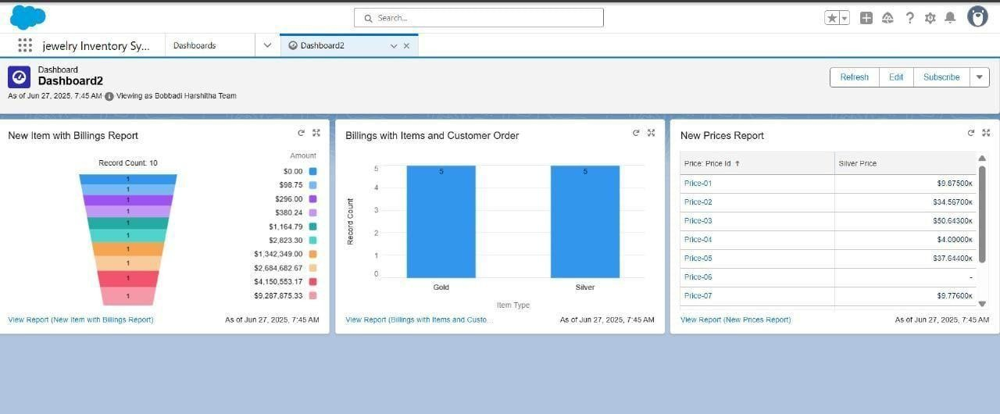 Search...
jewelry Inventory Sy...
Dashboards
Dashboard2
Dashboard
Dashboard2
As of Jun 27, 2025, 7:45 AM Viewing as Bobbadi Harshitha Team
Refresh
Edit
Subscribe
New Item with Billings Report
Record Count: 10
Amount
1
1
1
1
1
1
1
1
1
1
$0.00
$98.75
$296.00
$380.24
$1,164.79
$2,823.30
$1,342,349.00
$2,684,682.67
$4,150,553.17
$9,287,875.33
View Report (New Item with Billings Report)
As of Jun 27, 2025, 7:45 AM
Billings with Items and Customer Order
Record Count
5
4
3
2
1
0
5
5
Gold
Silver
Item Type
View Report (Billings with Items and Custo...
As of Jun 27, 2025, 7:45 AM
New Prices Report
Price: Price Id ↑ Silver Price
Price-01 $9.87500K
Price-02 $34.56700K
Price-03 $50.64300K
Price-04 $4.00000K
Price-05 $37.64400K
Price-06 -
Price-07 $9.77600K
View Report (New Prices Report)
As of Jun 27, 2025, 7:45 AM